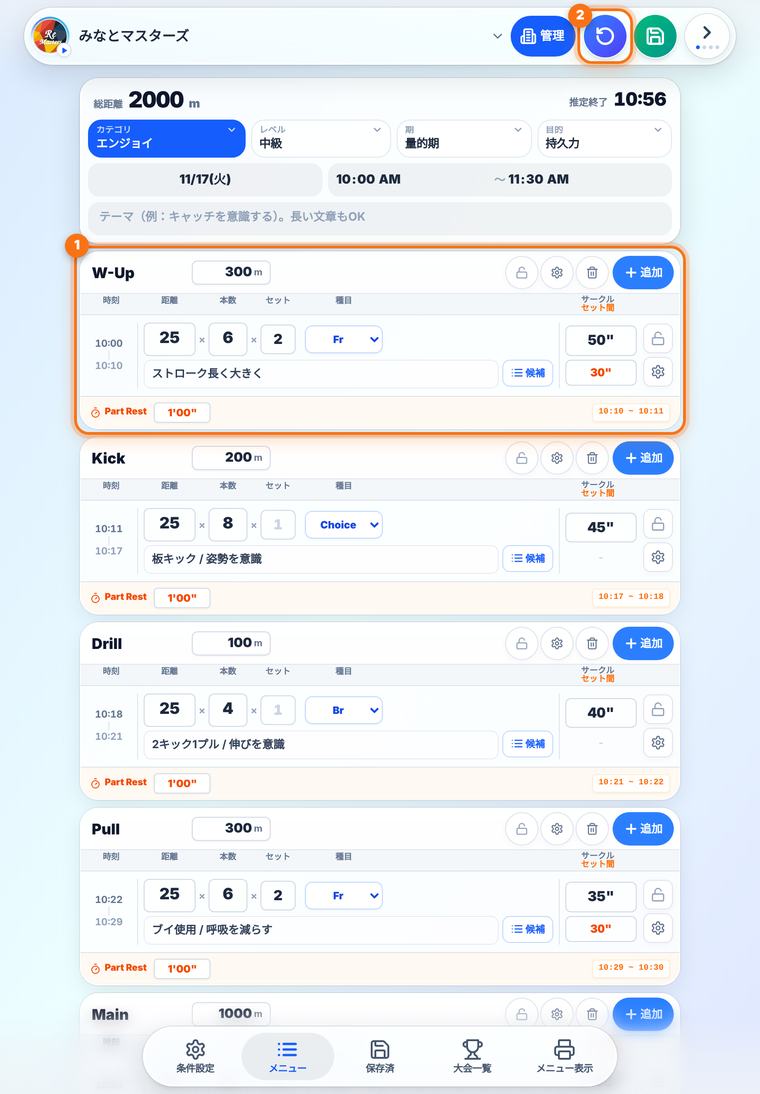 みなとマスターズ
管理
2
総距離 2000 m
推定終了 10:56
カテゴリ
エンジョイ
レベル
中級
期
量的期
目的
持久力
11/17(火)
10:00 AM
〜 11:30 AM
テーマ（例：キャッチを意識する）。長い文章もOK
1
W-Up
300 m
+ 追加
時刻 距離 本数 セット 種目 サークル
セット間
10:00
10:10
25 × 6 × 2 Fr 50"
ストローク長く大きく 候補 30"
Part Rest 1'00" 10:10 ~ 10:11
Kick
200 m
+ 追加
時刻 距離 本数 セット 種目 サークル
セット間
10:11
10:17
25 × 8 × 1 Choice 45"
板キック / 姿勢を意識 候補 -
Part Rest 1'00" 10:17 ~ 10:18
Drill
100 m
+ 追加
時刻 距離 本数 セット 種目 サークル
セット間
10:18
10:21
25 × 4 × 1 Br 40"
2キック1プル / 伸びを意識 候補 -
Part Rest 1'00" 10:21 ~ 10:22
Pull
300 m
+ 追加
時刻 距離 本数 セット 種目 サークル
セット間
10:22
10:29
25 × 6 × 2 Fr 35"
ブイ使用 / 呼吸を減らす 候補 30"
Part Rest 1'00" 10:29 ~ 10:30
Main
1000 m
+ 追加
条件設定 メニュー 保存済 大会一覧 メニュー表示